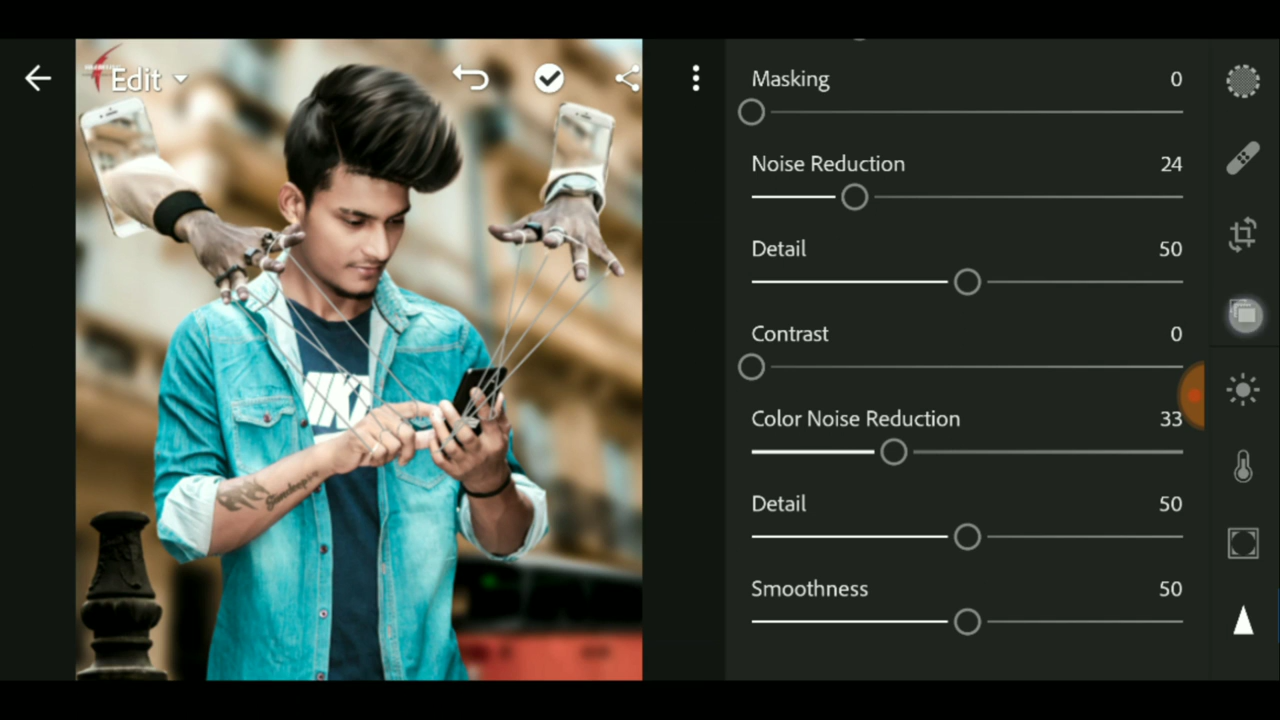 Edit
Masking 0
Noise Reduction 24
Detail 50
Contrast 0
Color Noise Reduction 33
Detail 50
Smoothness 50